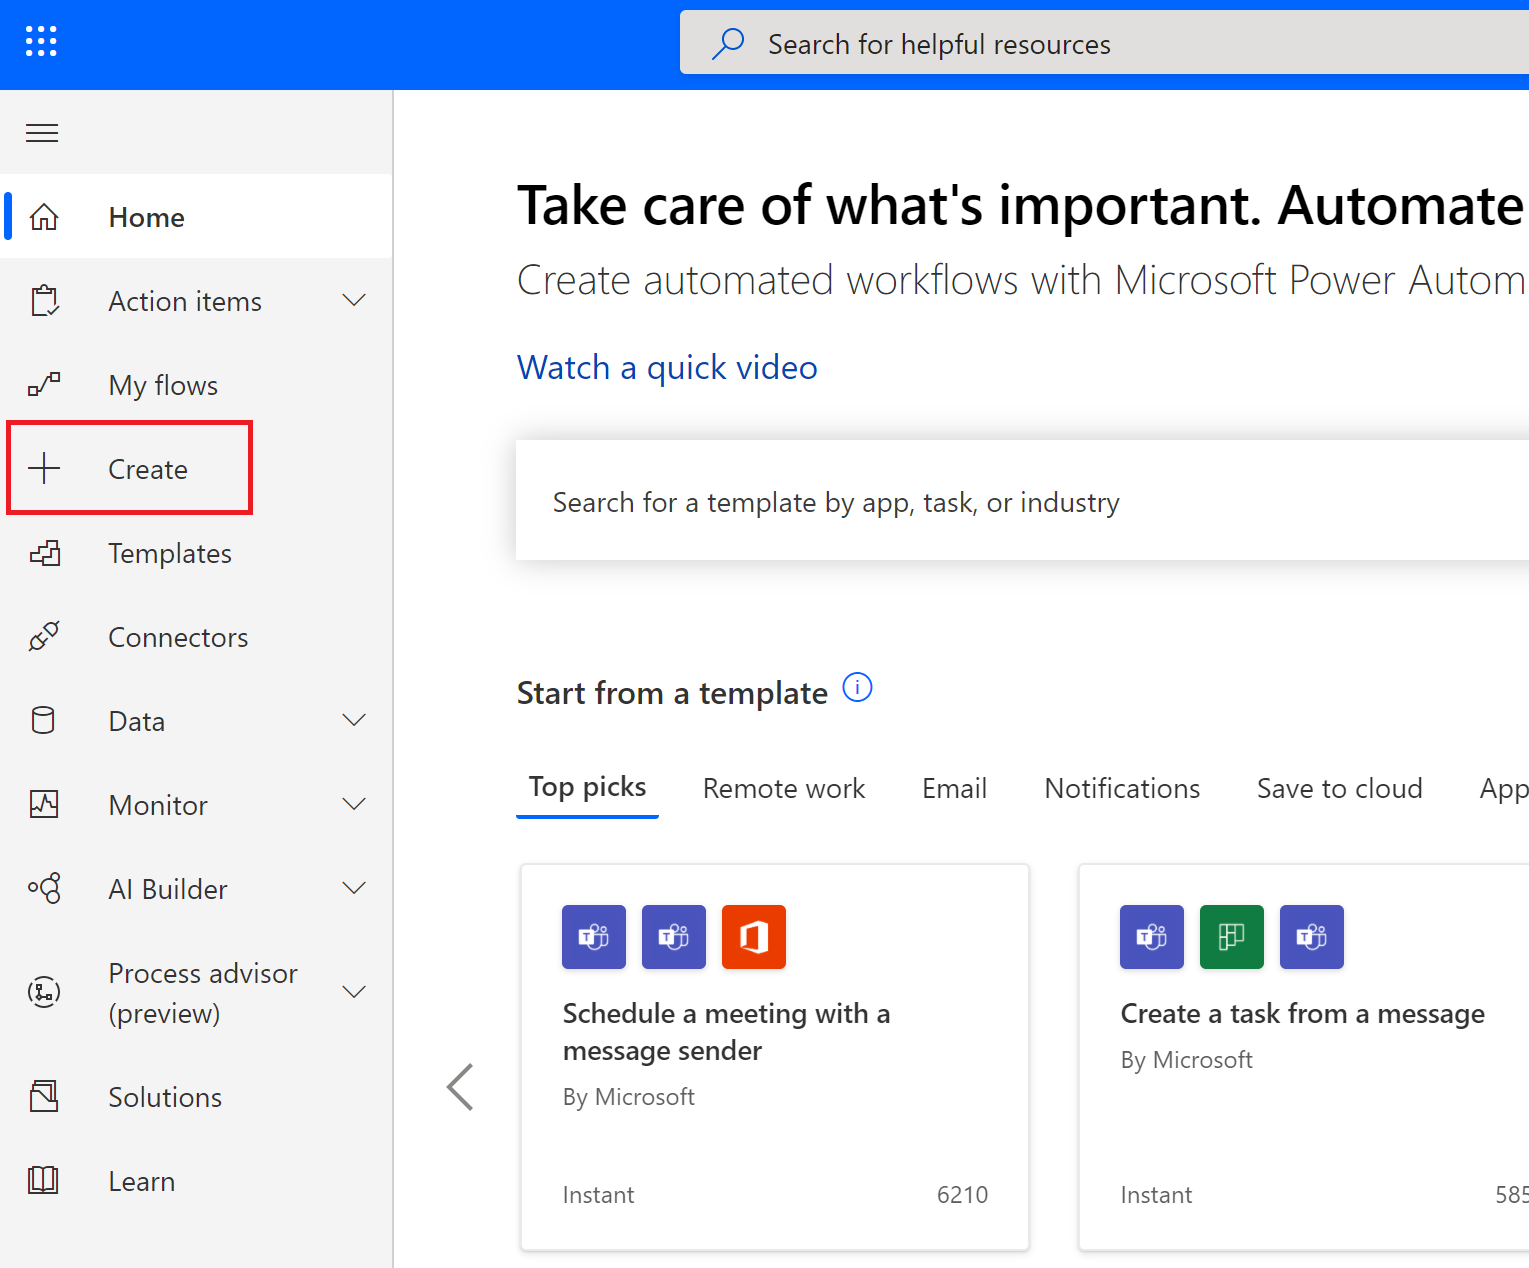 Search for helpful resources
Home
Action items
My flows
Create
Templates
Connectors
Data
Monitor
AI Builder
Process advisor
(preview)
Solutions
Learn
Take care of what's important. Automate
Create automated workflows with Microsoft Power Autom
Watch a quick video
Search for a template by app, task, or industry
Start from a template
Top picks Remote work Email Notifications Save to cloud App
Schedule a meeting with a
message sender
By Microsoft
Instant 6210
Create a task from a message
By Microsoft
Instant 585